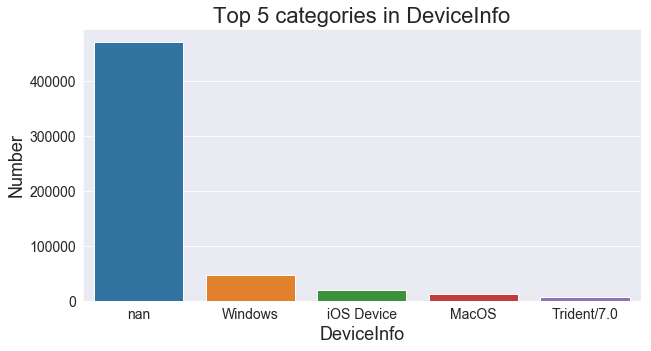 Top 5 categories in DeviceInfo
Number
400000
300000
200000
100000
0
nan Windows iOS Device MacOS Trident/7.0
DeviceInfo